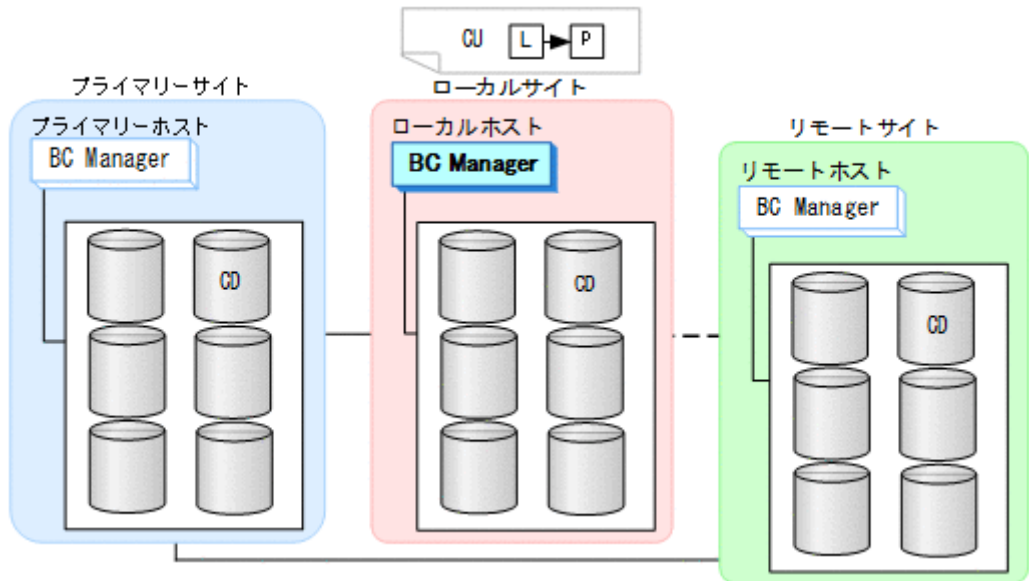 CU L P
プライマリーサイト
プライマリーホスト
BC Manager
CD
ローカルサイト
ローカルホスト
BC Manager
CD
リモートサイト
リモートホスト
BC Manager
CD